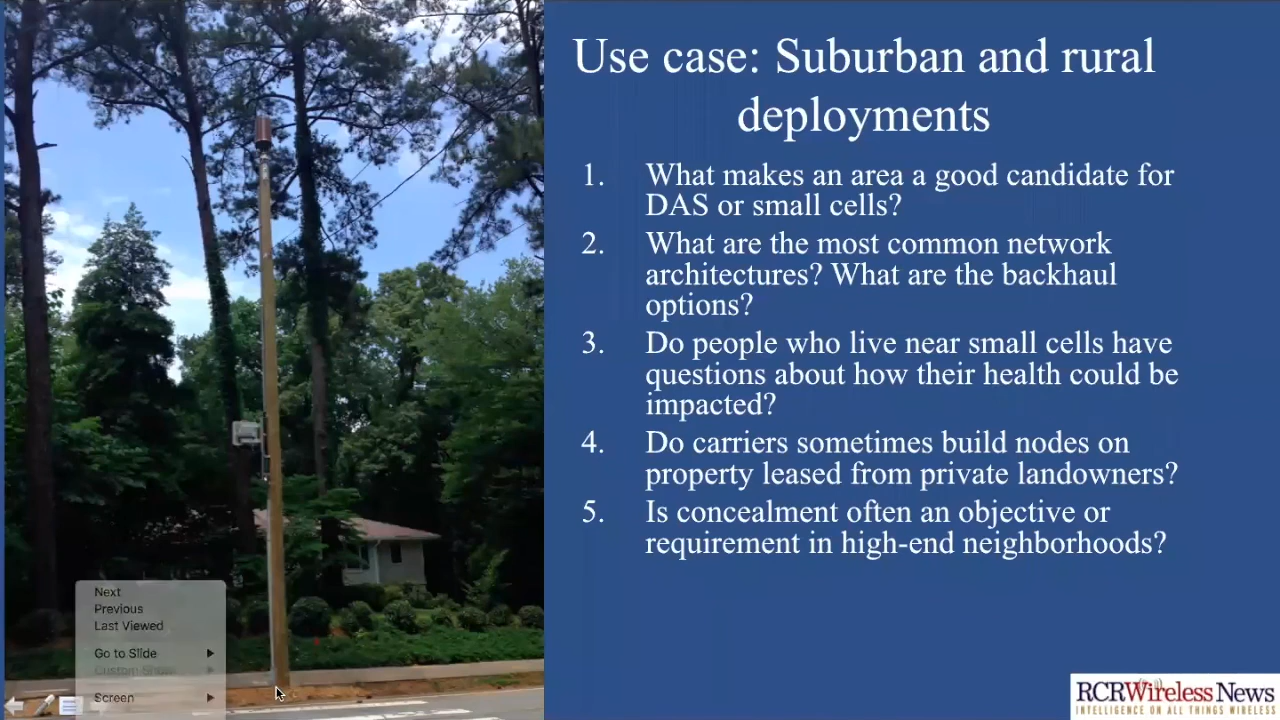 Use case: Suburban and rural
deployments
1. What makes an area a good candidate for
DAS or small cells?
2. What are the most common network
architectures? What are the backhaul
options?
3. Do people who live near small cells have
questions about how their health could be
impacted?
4. Do carriers sometimes build nodes on
property leased from private landowners?
5. Is concealment often an objective or
requirement in high-end neighborhoods?
Next
Previous
Last Viewed
Go to Slide
Custom Show
Screen
RCRWireless News
INTELLIGENCE ON ALL THINGS WIRELESS